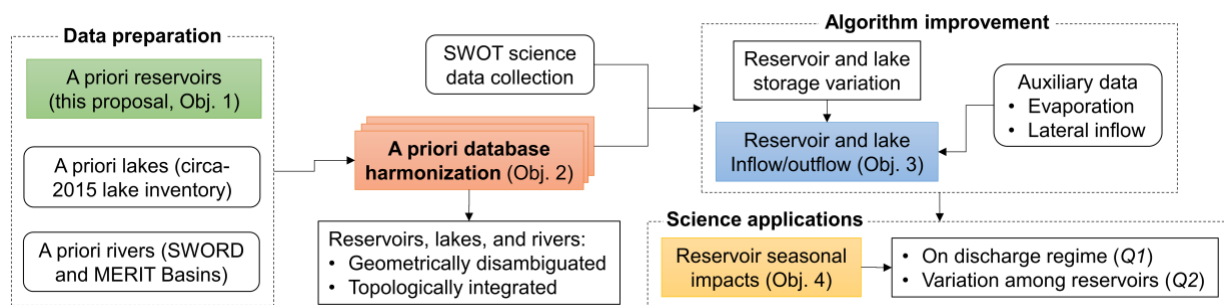 Data preparation
A priori reservoirs
(this proposal, Obj. 1)
A priori lakes (circa-
2015 lake inventory)
A priori rivers (SWORD
and MERIT Basins)
SWOT science
data collection
A priori database
harmonization (Obj. 2)
Reservoirs, lakes, and rivers:
• Geometrically disambiguated
• Topologically integrated
Algorithm improvement
Reservoir and lake
storage variation
Reservoir and lake
Inflow/outflow (Obj. 3)
Auxiliary data
• Evaporation
• Lateral inflow
Science applications
Reservoir seasonal
impacts (Obj. 4)
• On discharge regime (Q1)
• Variation among reservoirs (Q2)